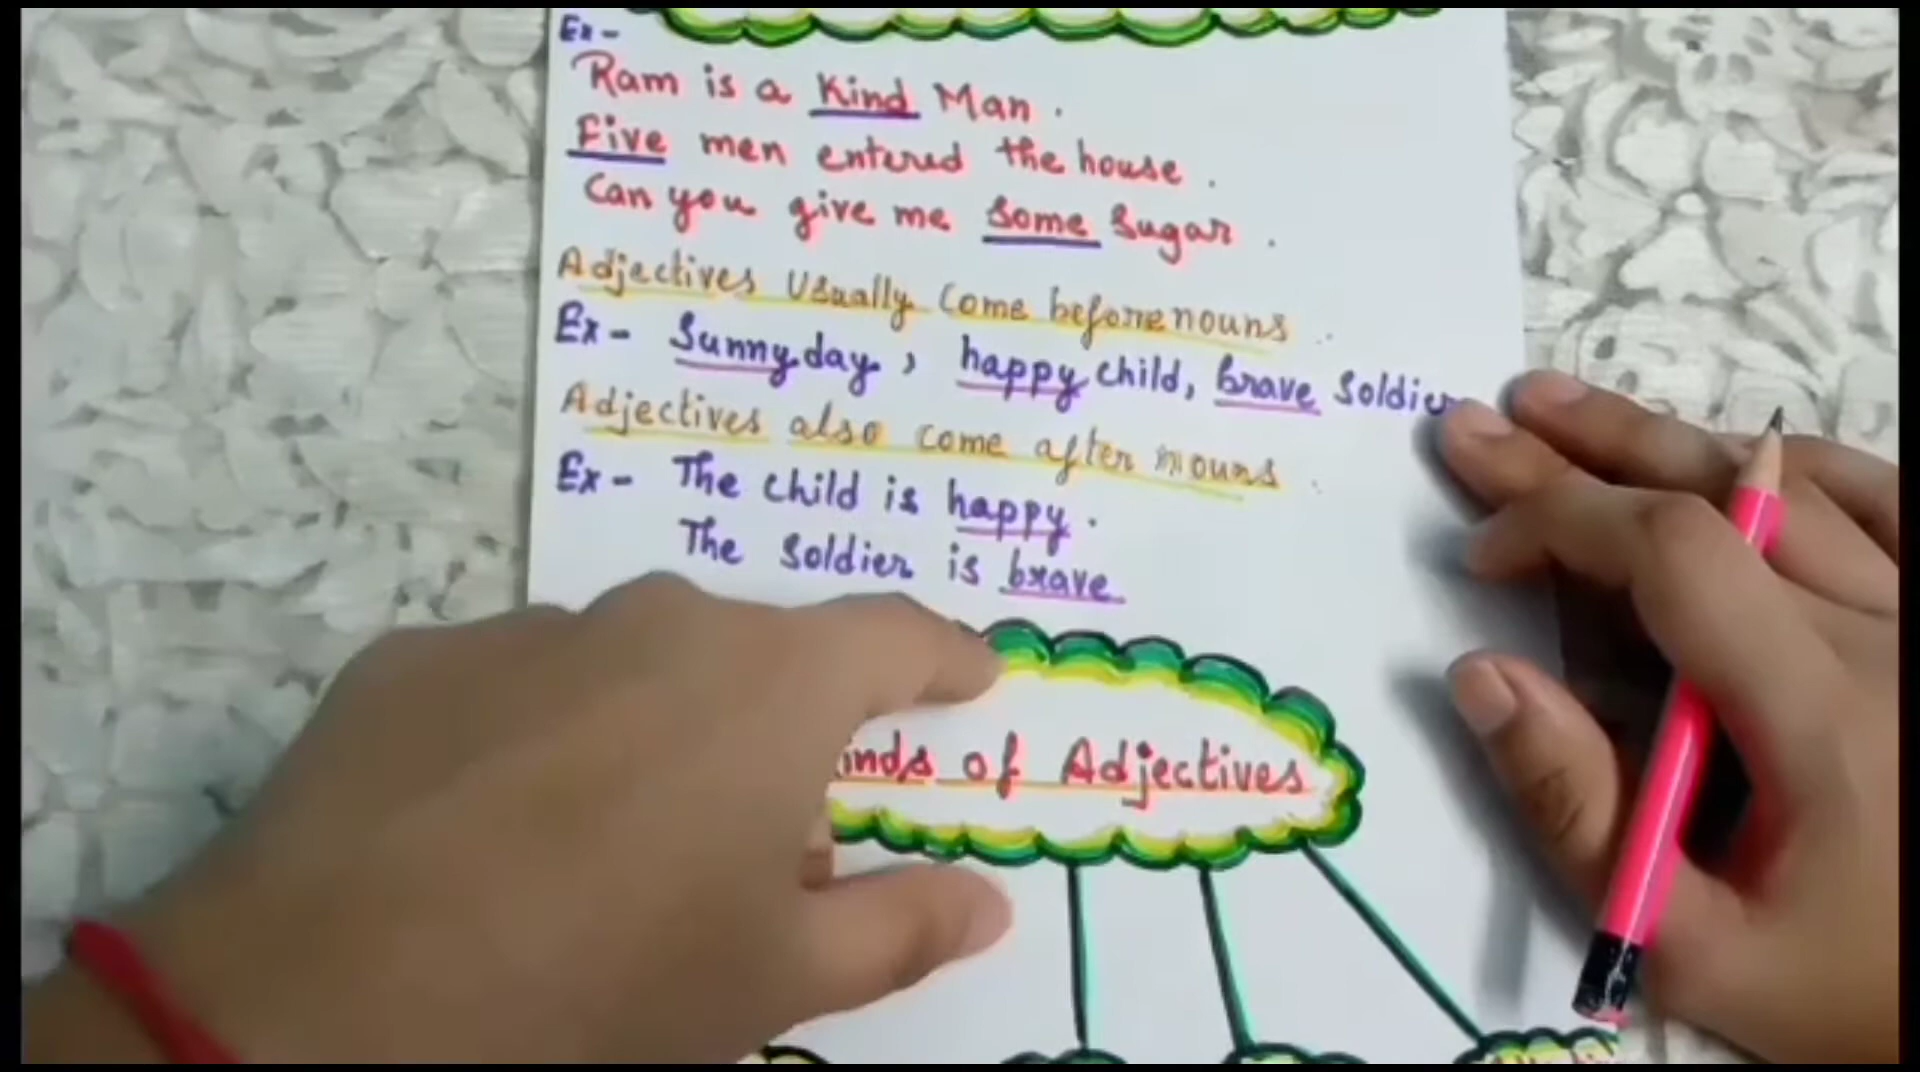 Ex-
Ram is a Kind Man.
Five men entered the house.
Can you give me Some Sugar.
Adjectives Usually Come before nouns.
Ex- Sunny day, happy child, brave Soldier
Adjectives also come after nouns.
Ex- The child is happy.
The Soldier is brave
inds of Adjectives